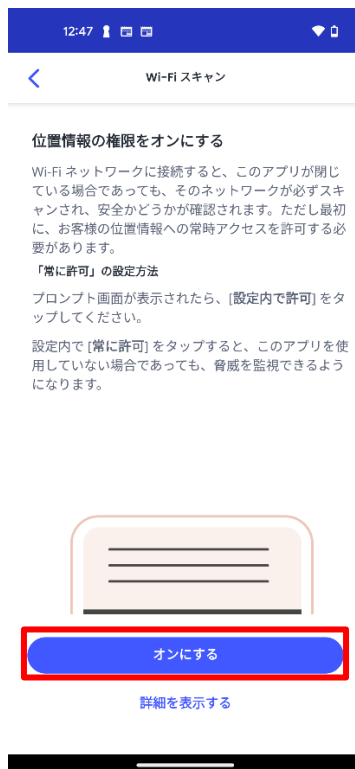 12:47
Wi-Fi スキャン
位置情報の権限をオンにする
Wi-Fi ネットワークに接続すると、このアプリが閉じ
ている場合であっても、そのネットワークが必ずスキ
ャンされ、安全かどうかが確認されます。ただし最初
に、お客様の位置情報への常時アクセスを許可する必
要があります。
「常に許可」の設定方法
プロンプト画面が表示されたら、[設定内で許可] をタ
ップしてください。
設定内で [常に許可] をタップすると、このアプリを使
用していない場合であっても、脅威を監視できるよう
になります。
オンにする
詳細を表示する